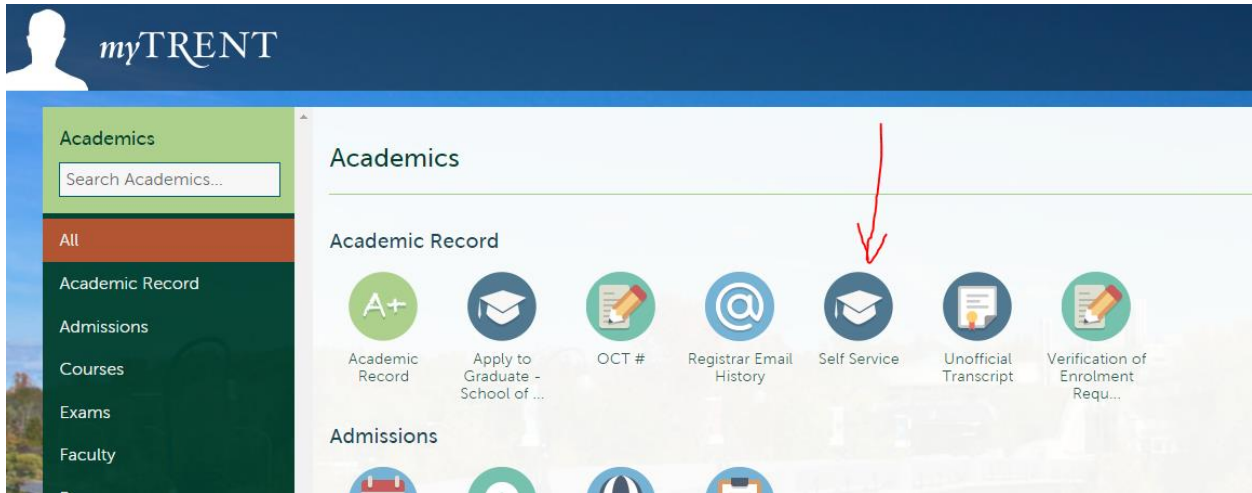 myTRENT
Academics
Search Academics...
All
Academic Record
Admissions
Courses
Exams
Faculty
Academics
Academic Record
A+
@
Academic
Record
Apply to
Graduate -
School of ...
OCT #
Registrar Email
History
Self Service
Unofficial
Transcript
Verification of
Enrolment
Requ...
Admissions